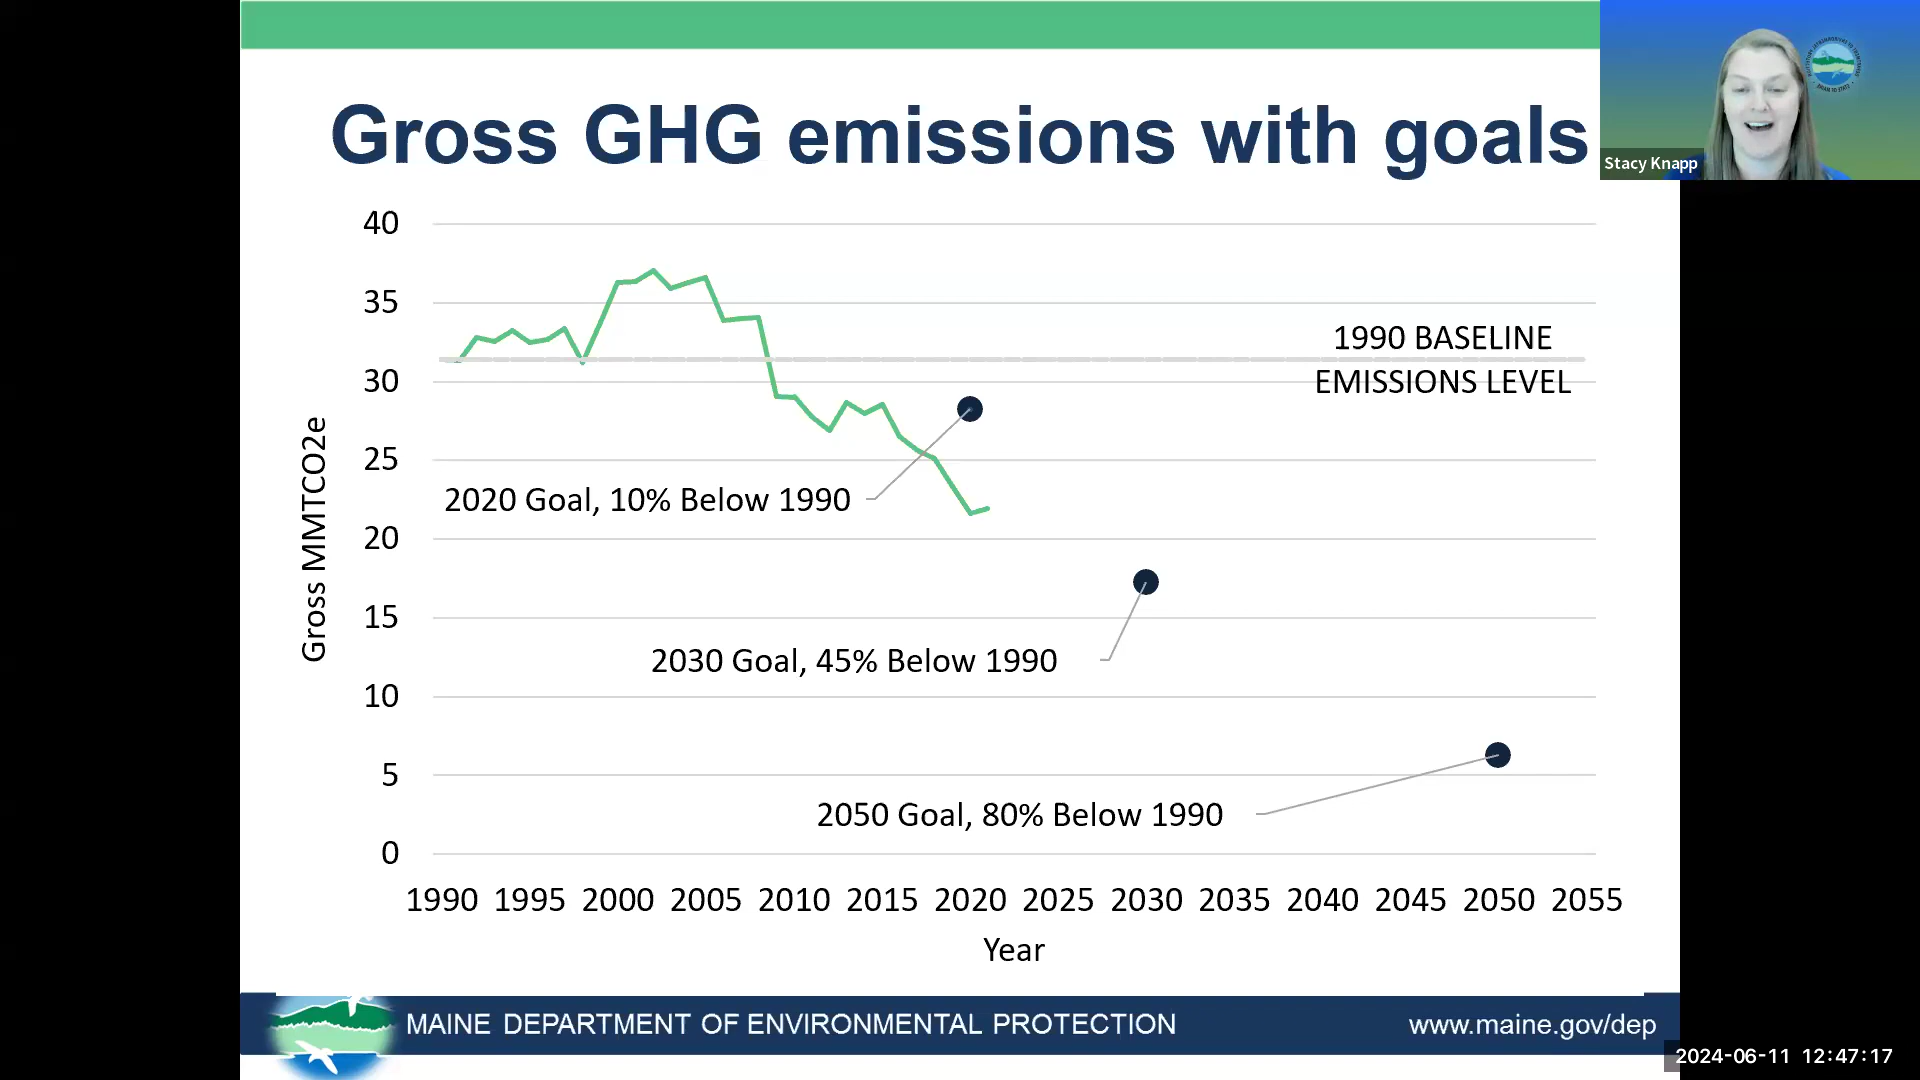 Gross GHG emissions with goals
Stacy Knapp
40
35
30
25
20
15
10
5
0
Gross MMTCO2e
1990 BASELINE
EMISSIONS LEVEL
2020 Goal, 10% Below 1990
2030 Goal, 45% Below 1990
2050 Goal, 80% Below 1990
1990 1995 2000 2005 2010 2015 2020 2025 2030 2035 2040 2045 2050 2055
Year
MAINE DEPARTMENT OF ENVIRONMENTAL PROTECTION
www.maine.gov/dep
2024-06-11 12:47:17